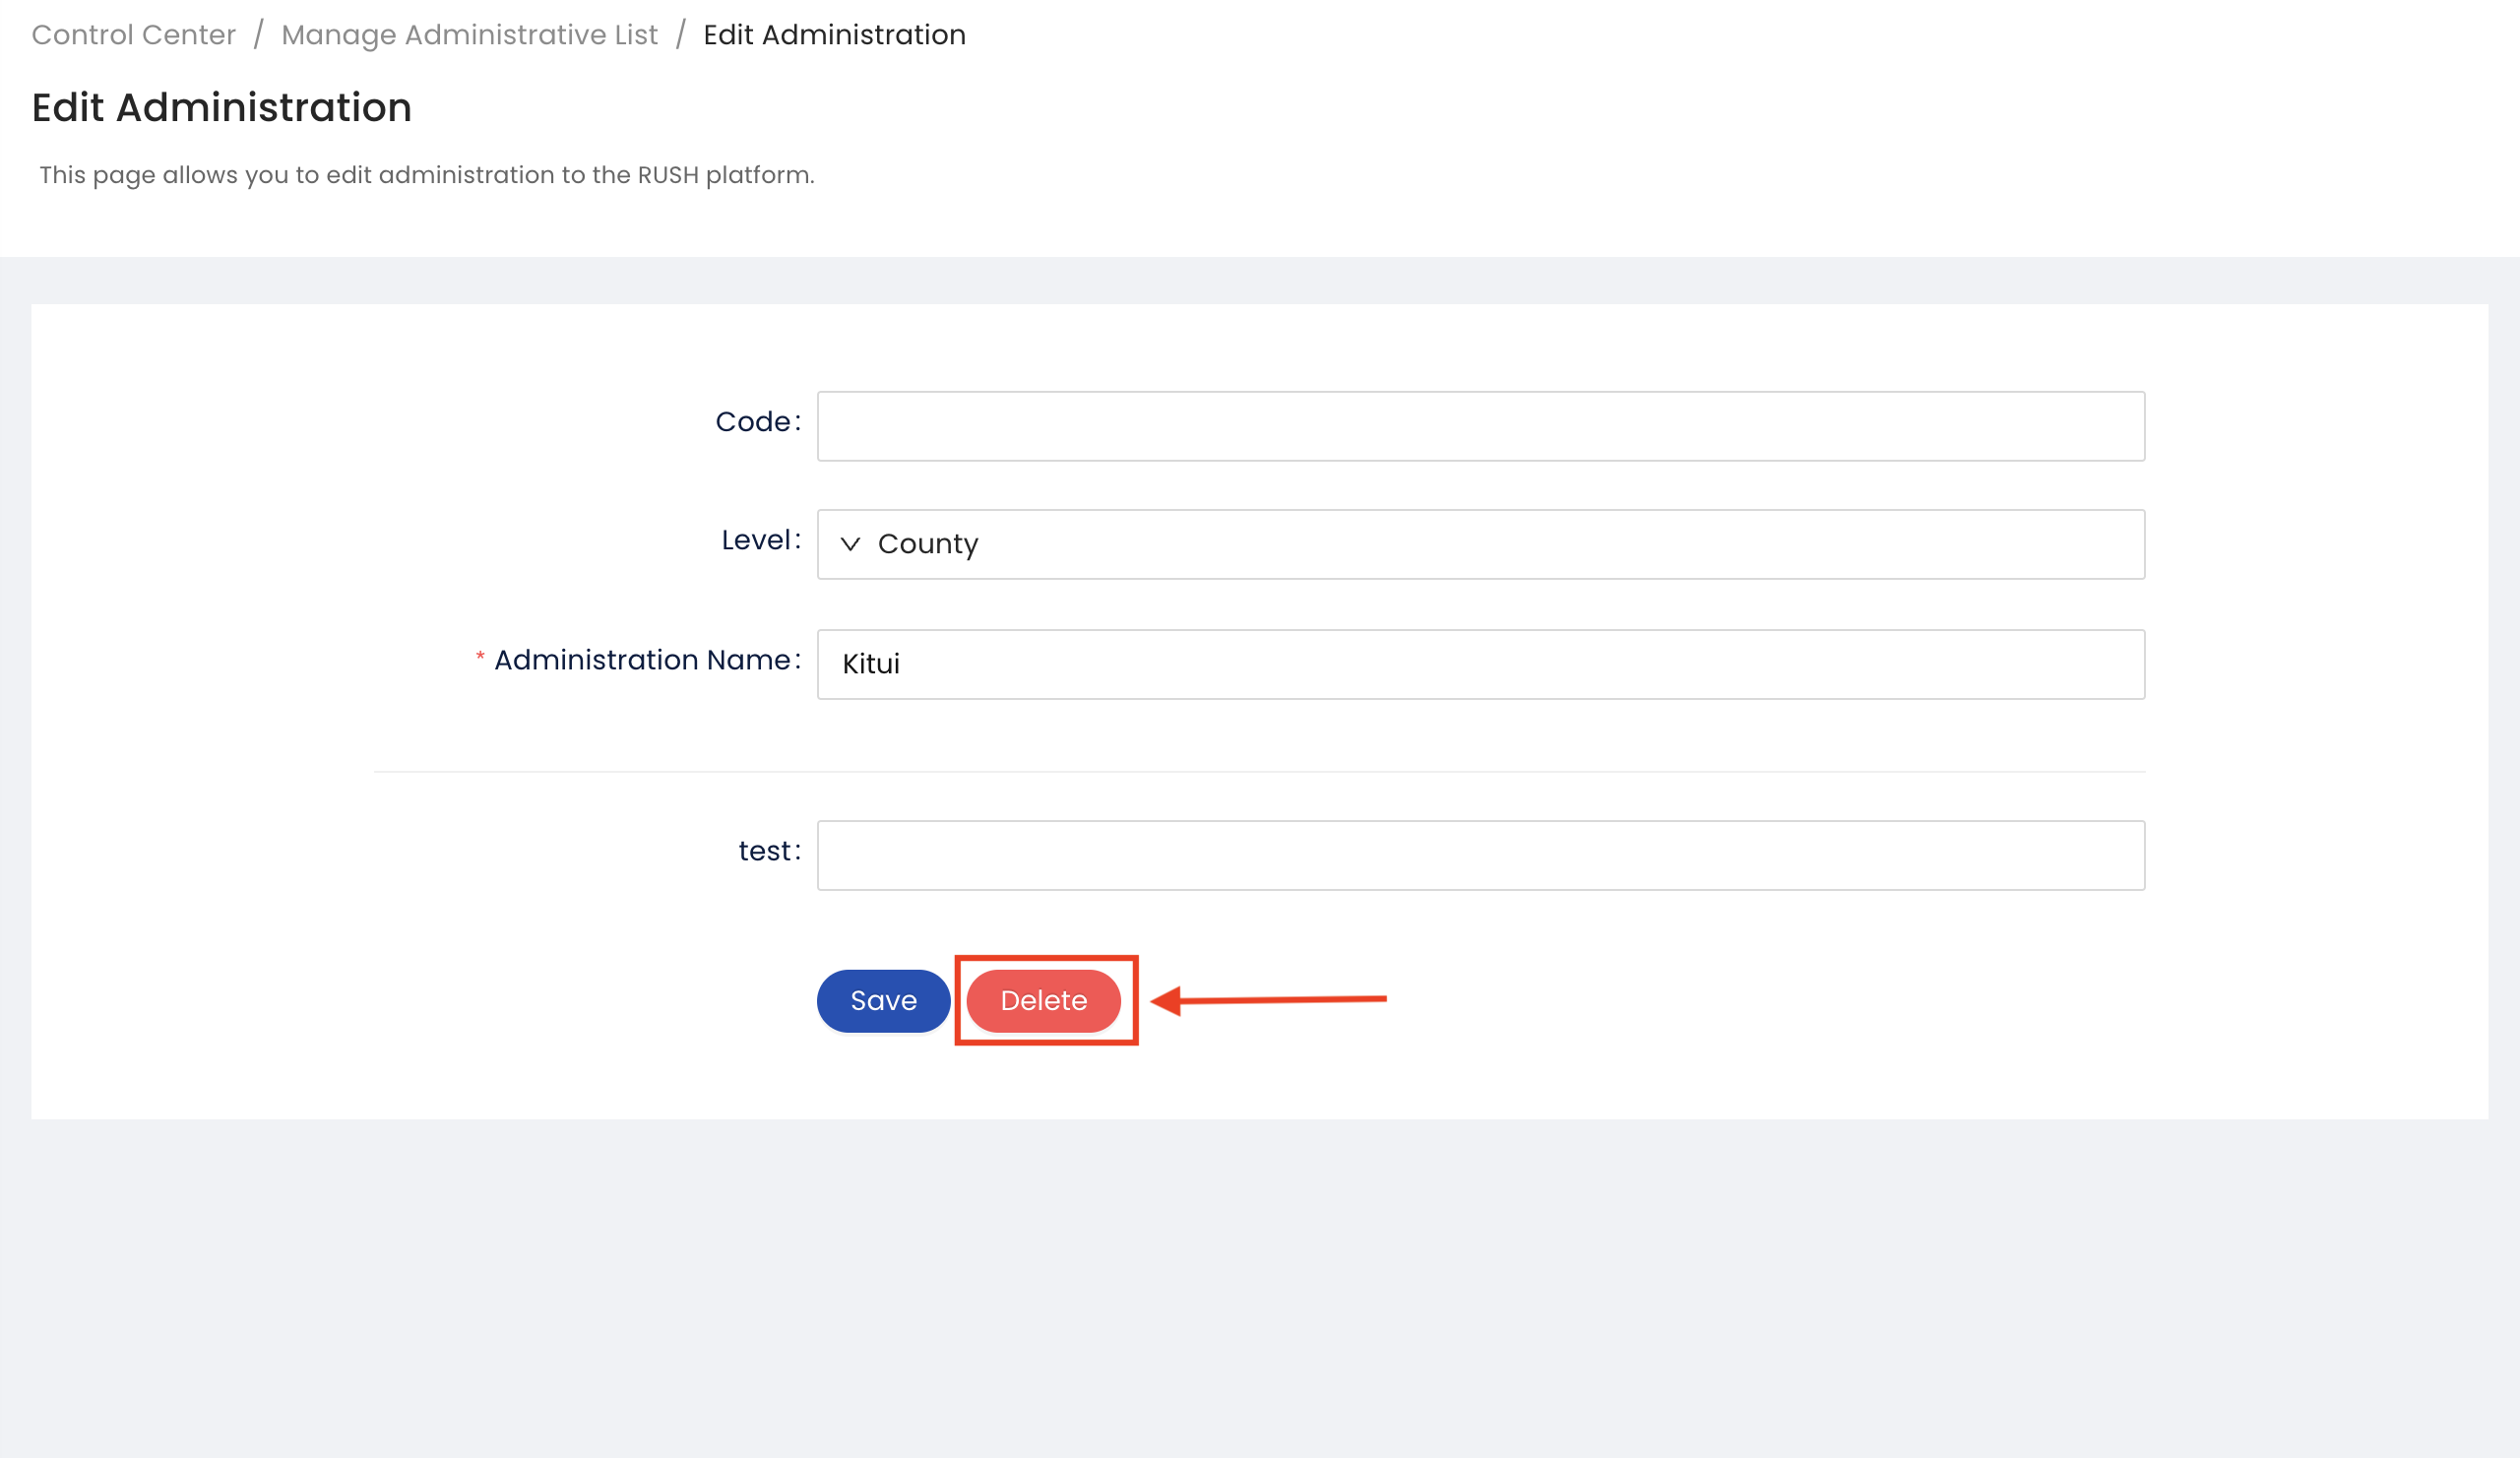 Control Center / Manage Administrative List / Edit Administration
Edit Administration
This page allows you to edit administration to the RUSH platform.
Code:
Level: County
* Administration Name: Kitui
test:
Save Delete